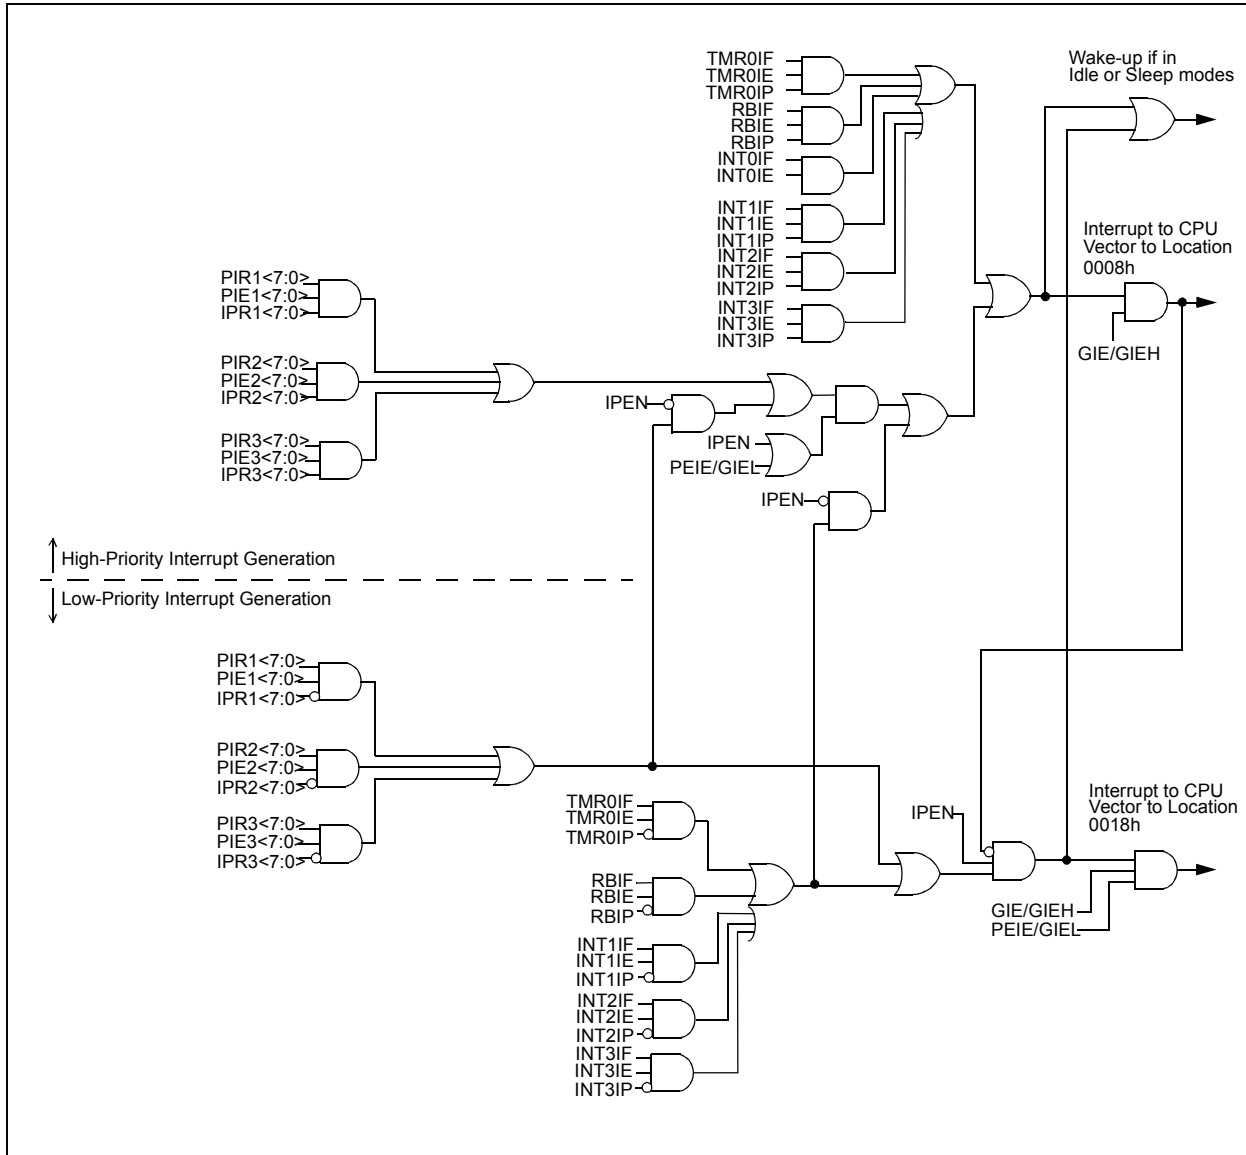 TMR0IF
TMR0IE
TMR0IP
RBIF
RBIE
RBIP
INT0IF
INT0IE
INT1IF
INT1IE
INT1IP
INT2IF
INT2IE
INT2IP
INT3IF
INT3IE
INT3IP
Wake-up if in
Idle or Sleep modes
Interrupt to CPU
Vector to Location
0008h
GIE/GIEH
PIR1<7:0>
PIE1<7:0>
IPR1<7:0>
PIR2<7:0>
PIE2<7:0>
IPR2<7:0>
PIR3<7:0>
PIE3<7:0>
IPR3<7:0>
IPEN
IPEN
PEIE/GIEL
IPEN
High-Priority Interrupt Generation
Low-Priority Interrupt Generation
PIR1<7:0>
PIE1<7:0>
IPR1<7:0>
PIR2<7:0>
PIE2<7:0>
IPR2<7:0>
PIR3<7:0>
PIE3<7:0>
IPR3<7:0>
TMR0IF
TMR0IE
TMR0IP
RBIF
RBIE
RBIP
INT1IF
INT1IE
INT1IP
INT2IF
INT2IE
INT2IP
INT3IF
INT3IE
INT3IP
IPEN
Interrupt to CPU
Vector to Location
0018h
GIE/GIEH
PEIE/GIEL